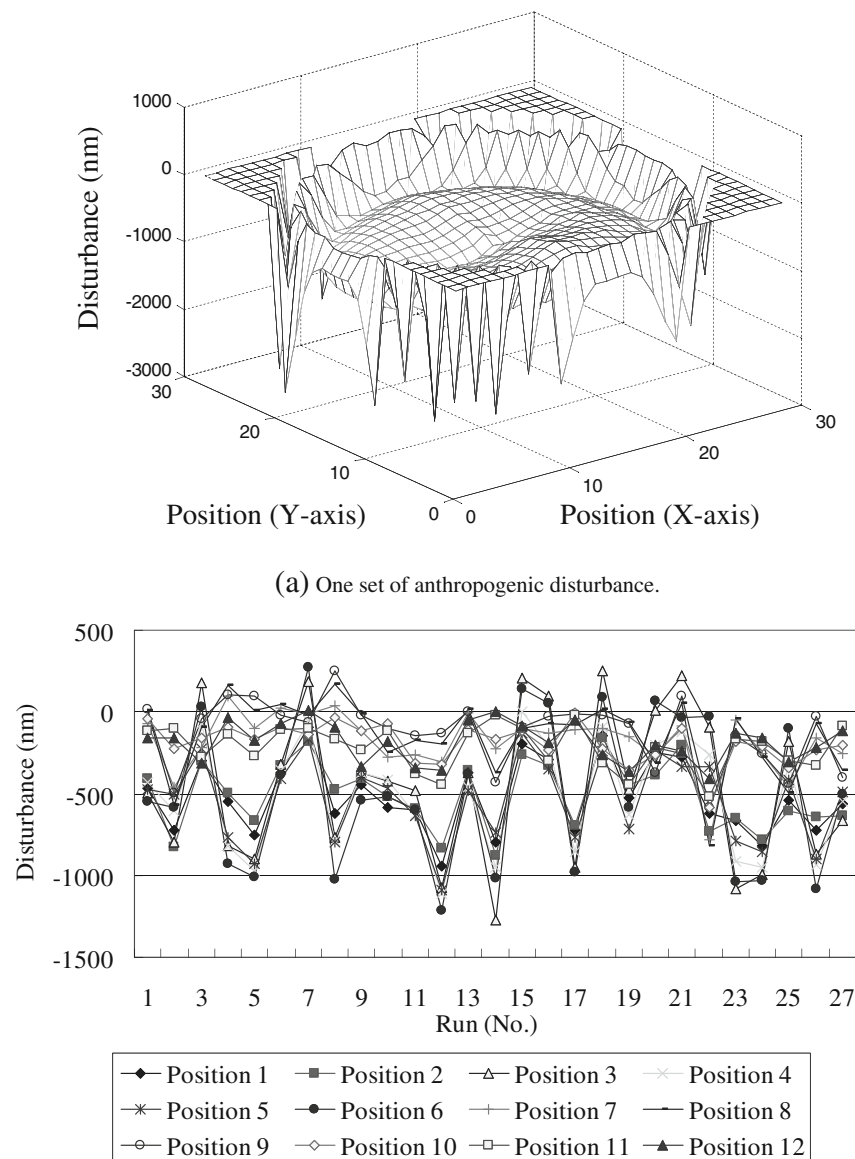 1000
0
-1000
-2000
-3000
Disturbance (nm)
30
20
10
0
Position (Y-axis)
0
10
20
30
Position (X-axis)
(a) One set of anthropogenic disturbance.
500
0
-500
-1000
-1500
Disturbance (nm)
1 3 5 7 9 11 13 15 17 19 21 23 25 27
Run (No.)
Position 1 Position 2 Position 3 Position 4
Position 5 Position 6 Position 7 Position 8
Position 9 Position 10 Position 11 Position 12